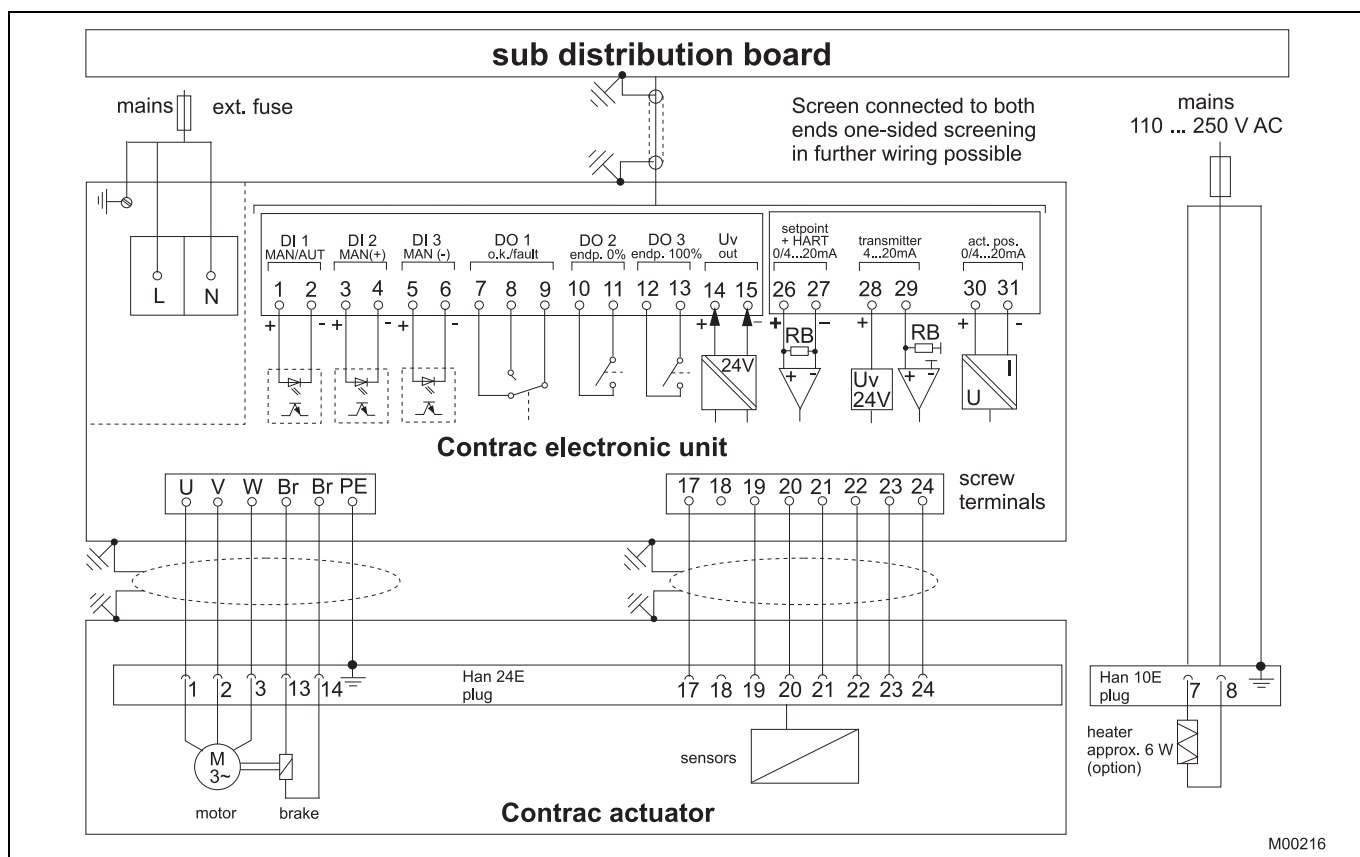 sub distribution board
mains
ext. fuse
Screen connected to both
ends one-sided screening
in further wiring possible
mains
110 ... 250 V AC
L N
DI 1
MAN/AUT
DI 2
MAN(+)
DI 3
MAN (-)
DO 1
o.k./fault
DO 2
endp. 0%
DO 3
endp. 100%
Uv
out
setpoint
+ HART
0/4...20mA
transmitter
4...20mA
act. pos.
0/4...20mA
1 2 3 4 5 6 7 8 9 10 11 12 13 14 15 26 27 28 29 30 31
+ - + - + - + - + - + + -
RB RB
24V
+ -
Uv
24V
+ -
I
U
Contrac electronic unit
U V W Br Br PE
17 18 19 20 21 22 23 24
screw
terminals
Han 24E
plug
1 2 3 13 14
17 18 19 20 21 22 23 24
Han 10E
plug
7 8
M
3~
motor
brake
sensors
heater
approx. 6 W
(option)
Contrac actuator
M00216